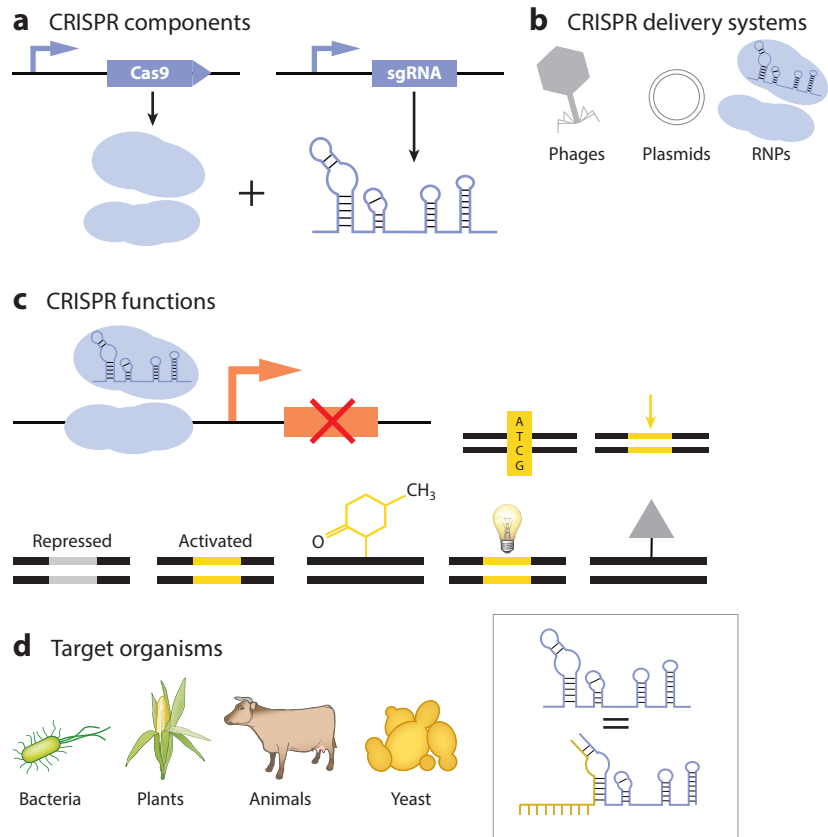 a CRISPR components
Cas9
sgRNA
+
b CRISPR delivery systems
Phages
Plasmids
RNPs
c CRISPR functions
A
T
C
G
Repressed
Activated
O
CH₃
d Target organisms
Bacteria
Plants
Animals
Yeast
=